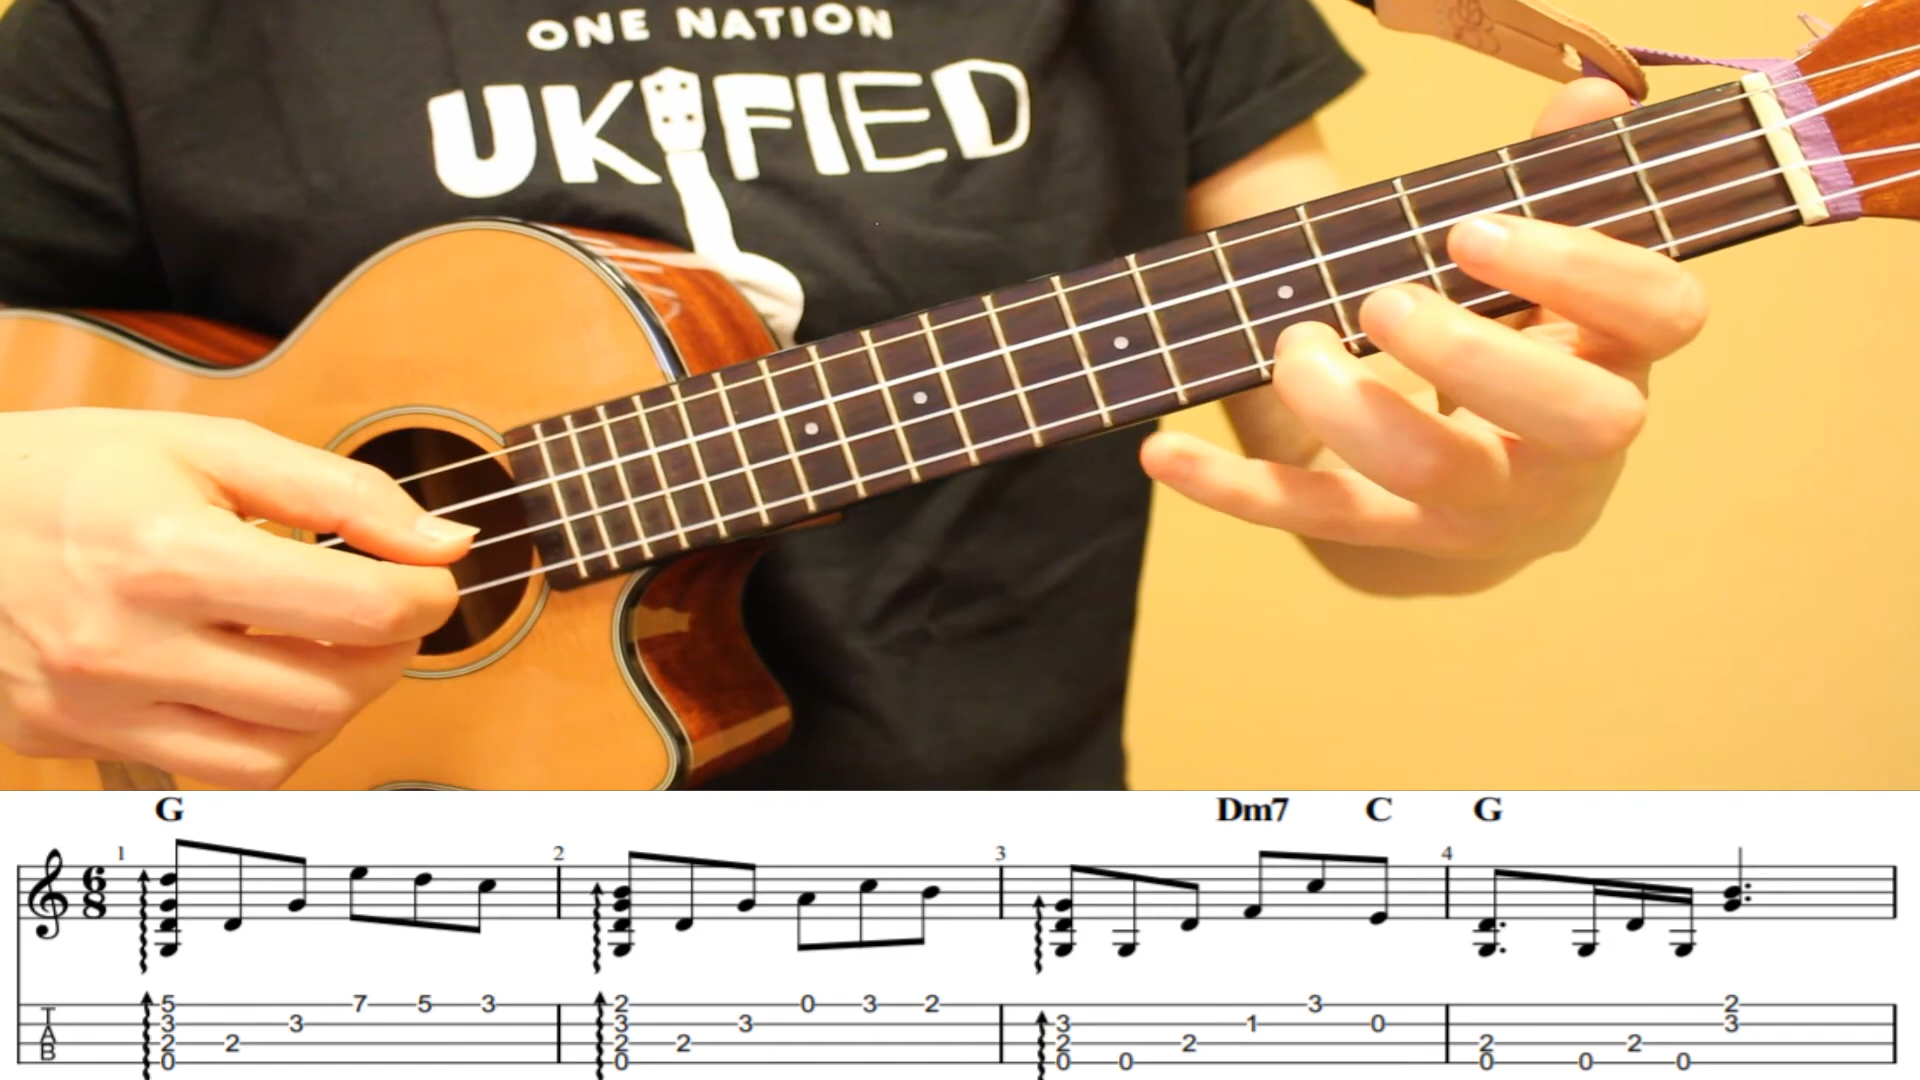 ONE NATION
UKIFIED
G Dm7 C G
1 2 3 4
6
8
5 7 5 3 2 0 3 2 3 2
3 3 3 3 3 1 0 3
T
A
B
2 2 2 2 2 2 2 2
0 0 0 0 0 0 0